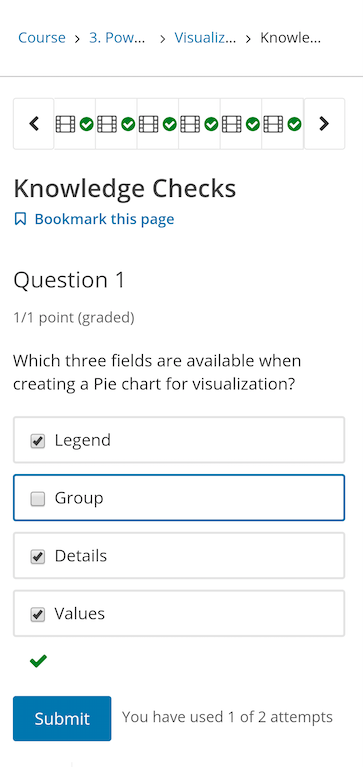 Course > 3. Pow... > Visualiz... > Knowle...
Knowledge Checks
Bookmark this page
Question 1
1/1 point (graded)
Which three fields are available when
creating a Pie chart for visualization?
Legend
Group
Details
Values
Submit You have used 1 of 2 attempts